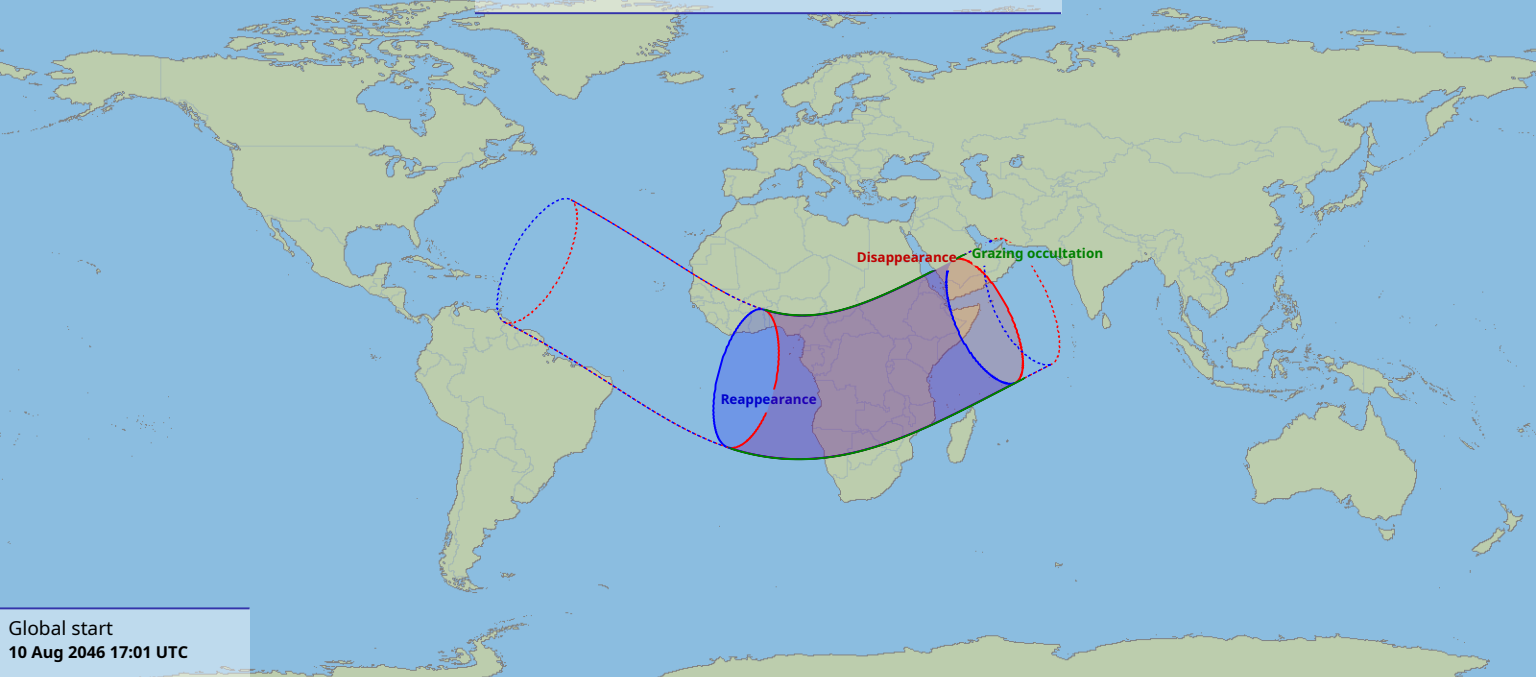 Disappearance
Grazing occultation
Reappearance
Global start
10 Aug 2046 17:01 UTC